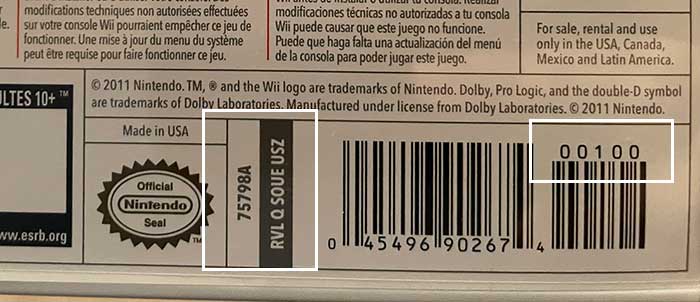 modifications techniques non autorisées effectuées
sur votre console Wii pourraient empêcher ce jeu de
fonctionner. Une mise à jour du menu du système
peut être requise pour faire fonctionner ce jeu.
modificaciones técnicas no autorizadas a tu consola
Wii puede causar que este juego no funcione.
Puede que haga falta una actualización del menú
de la consola para poder jugar este juego.
For sale, rental and use
only in the USA, Canada,
Mexico and Latin America.
© 2011 Nintendo. TM, ® and the Wii logo are trademarks of Nintendo. Dolby, Pro Logic, and the double-D symbol
are trademarks of Dolby Laboratories. Manufactured under license from Dolby Laboratories. © 2011 Nintendo.
ULTES 10+ ™
www.esrb.org
Made in USA
Official
Nintendo
Seal
TM
75798A
RVL Q SOUE USZ
00100
0 45496 90267 4